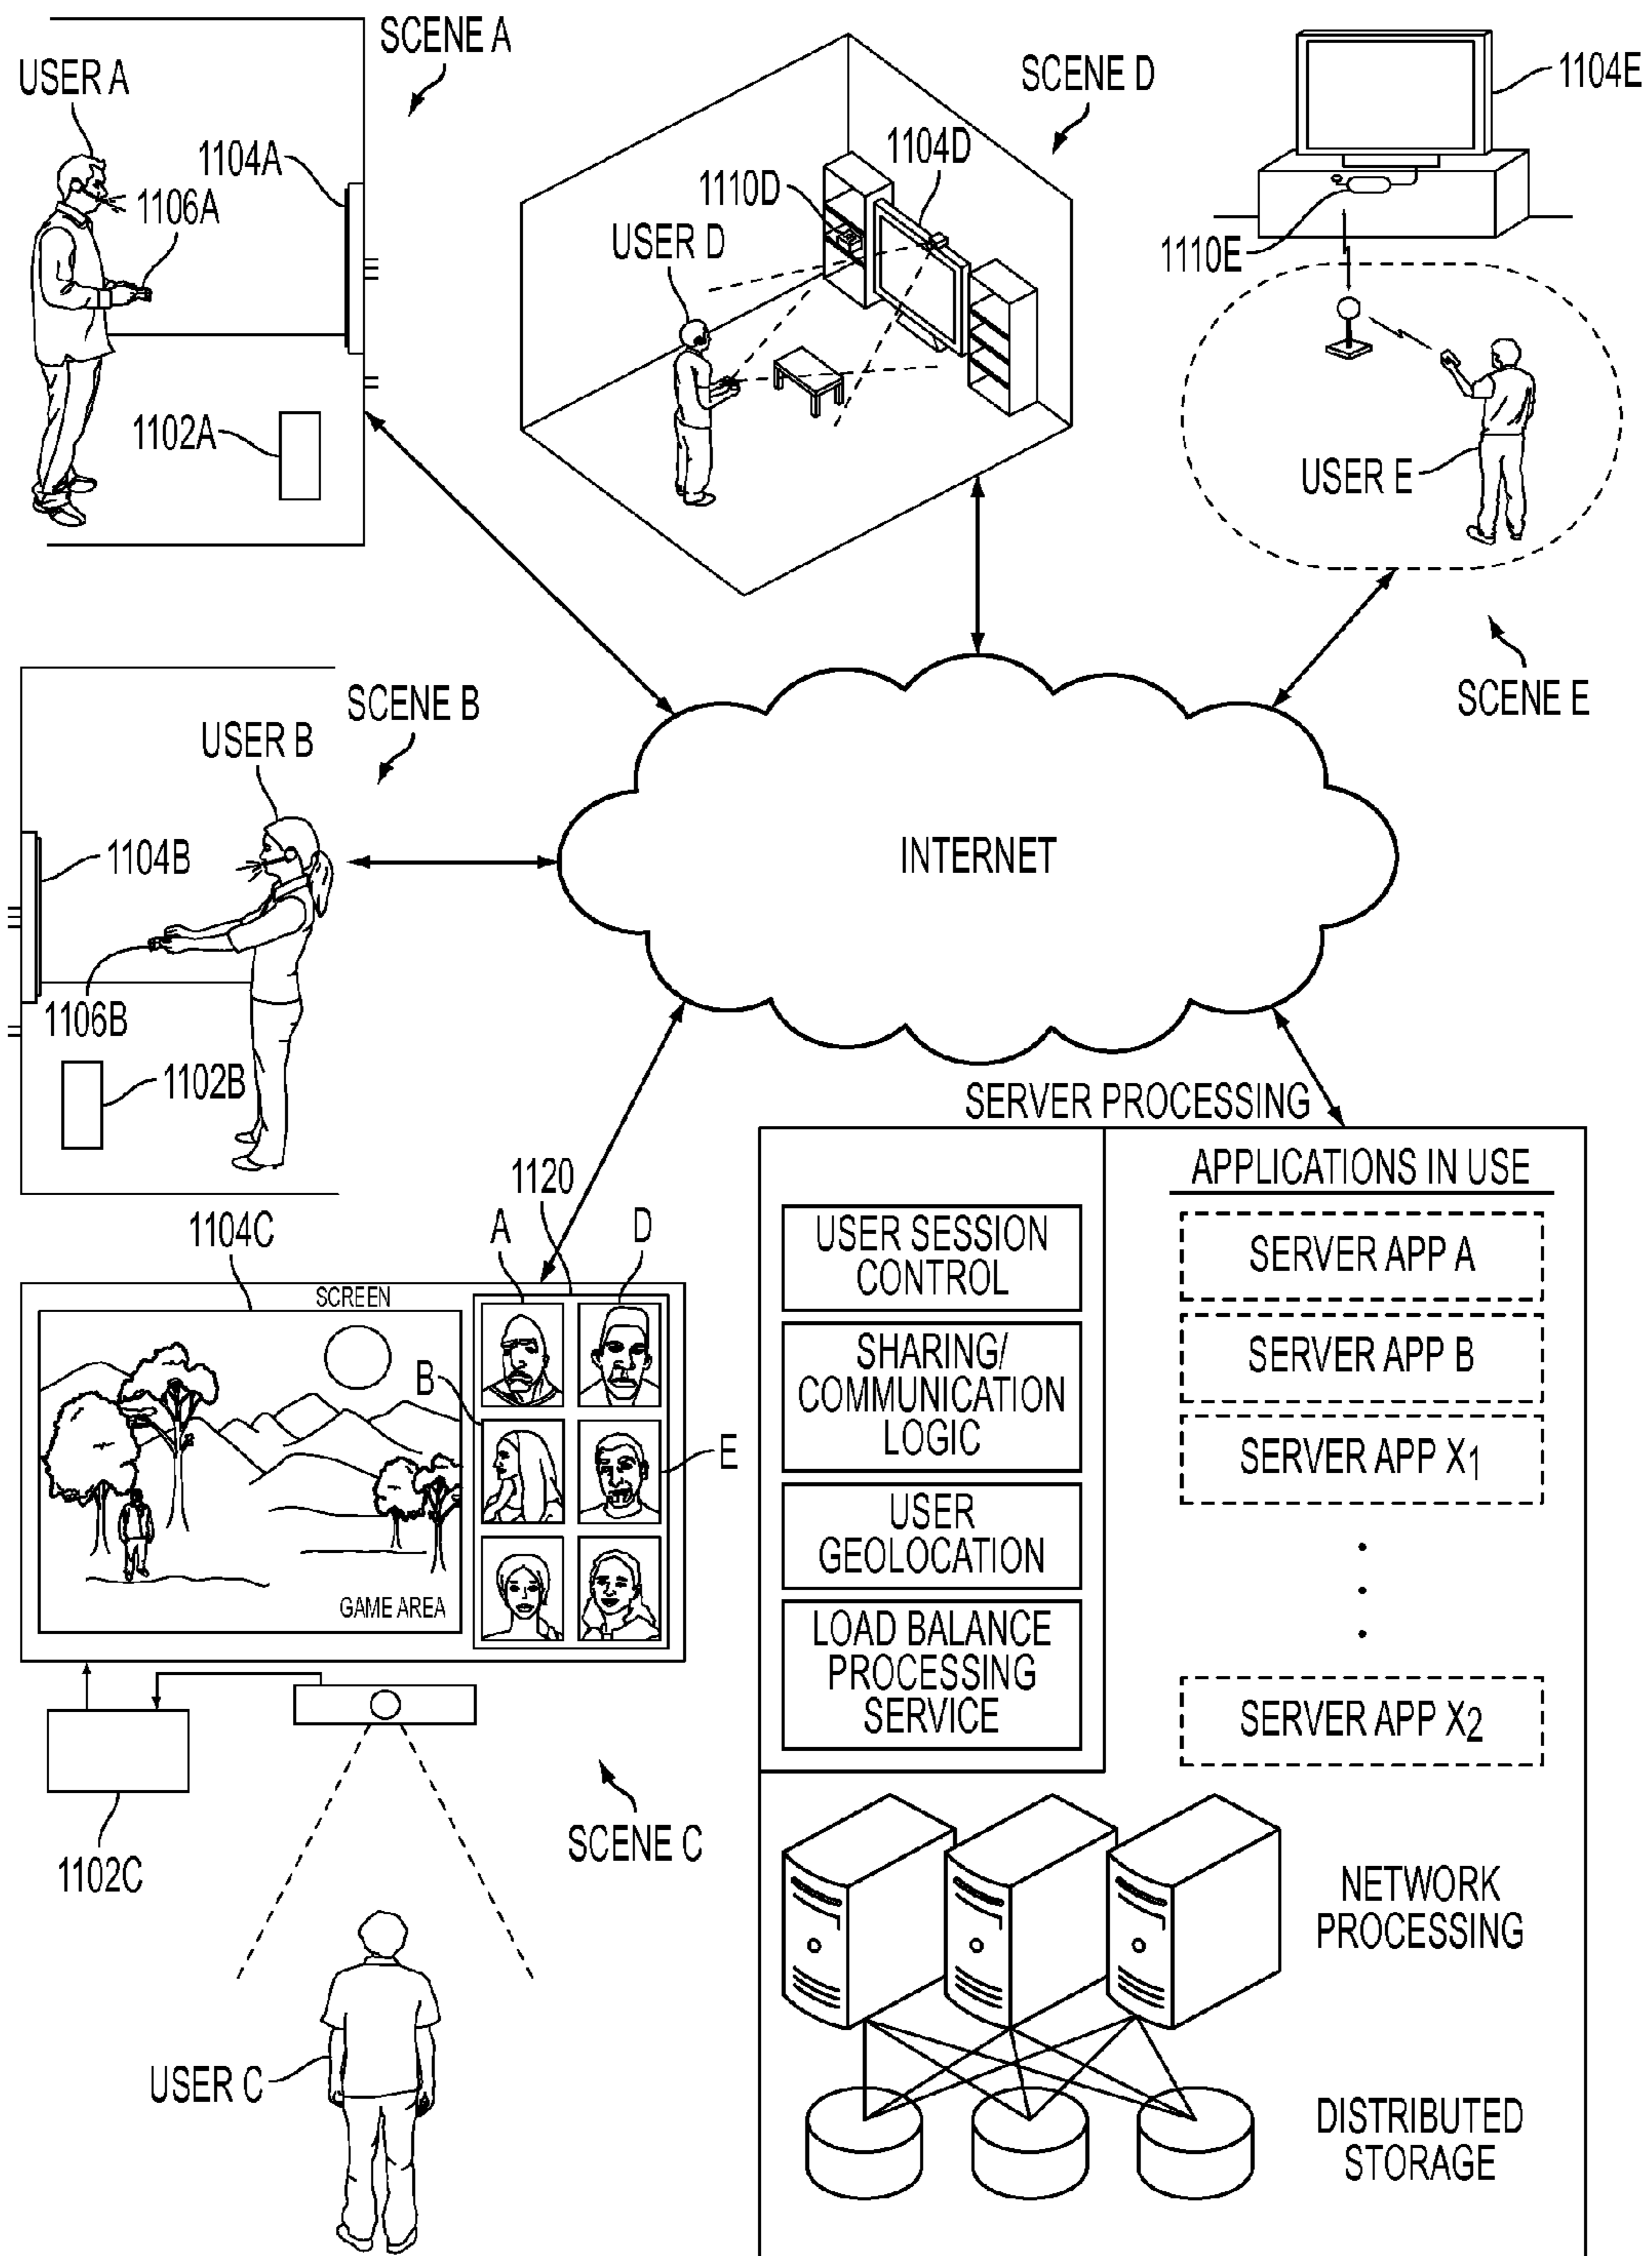 SCENE A
USER A
1104A
1106A
1102A
SCENE D
1104D
1110D
USER D
1104E
1110E
USER E
SCENE E
SCENE B
USER B
1104B
1106B
1102B
INTERNET
SERVER PROCESSING
1120
A
D
1104C
SCREEN
B
E
GAME AREA
1102C
SCENE C
USER C
USER SESSION
CONTROL
SHARING/
COMMUNICATION
LOGIC
USER
GEOLOCATION
LOAD BALANCE
PROCESSING
SERVICE
APPLICATIONS IN USE
SERVER APP A
SERVER APP B
SERVER APP X1
SERVER APP X2
NETWORK
PROCESSING
DISTRIBUTED
STORAGE